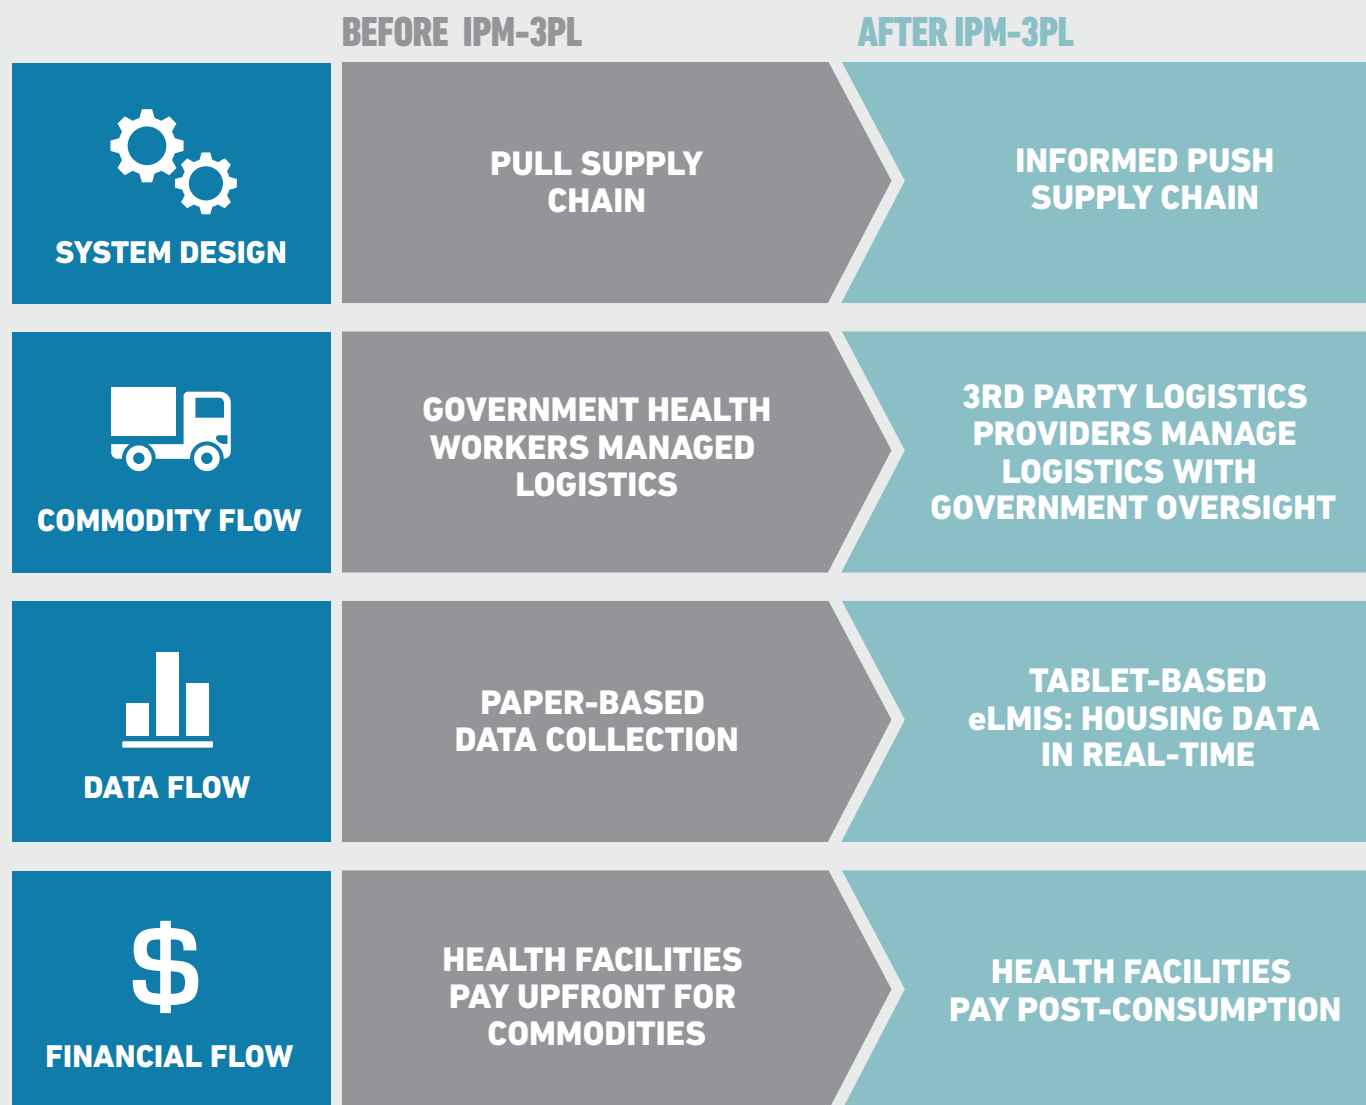 BEFORE IPM-3PL
AFTER IPM-3PL
SYSTEM DESIGN
PULL SUPPLY
CHAIN
INFORMED PUSH
SUPPLY CHAIN
COMMODITY FLOW
GOVERNMENT HEALTH
WORKERS MANAGED
LOGISTICS
3RD PARTY LOGISTICS
PROVIDERS MANAGE
LOGISTICS WITH
GOVERNMENT OVERSIGHT
DATA FLOW
PAPER-BASED
DATA COLLECTION
TABLET-BASED
eLMIS: HOUSING DATA
IN REAL-TIME
$
FINANCIAL FLOW
HEALTH FACILITIES
PAY UPFRONT FOR
COMMODITIES
HEALTH FACILITIES
PAY POST-CONSUMPTION